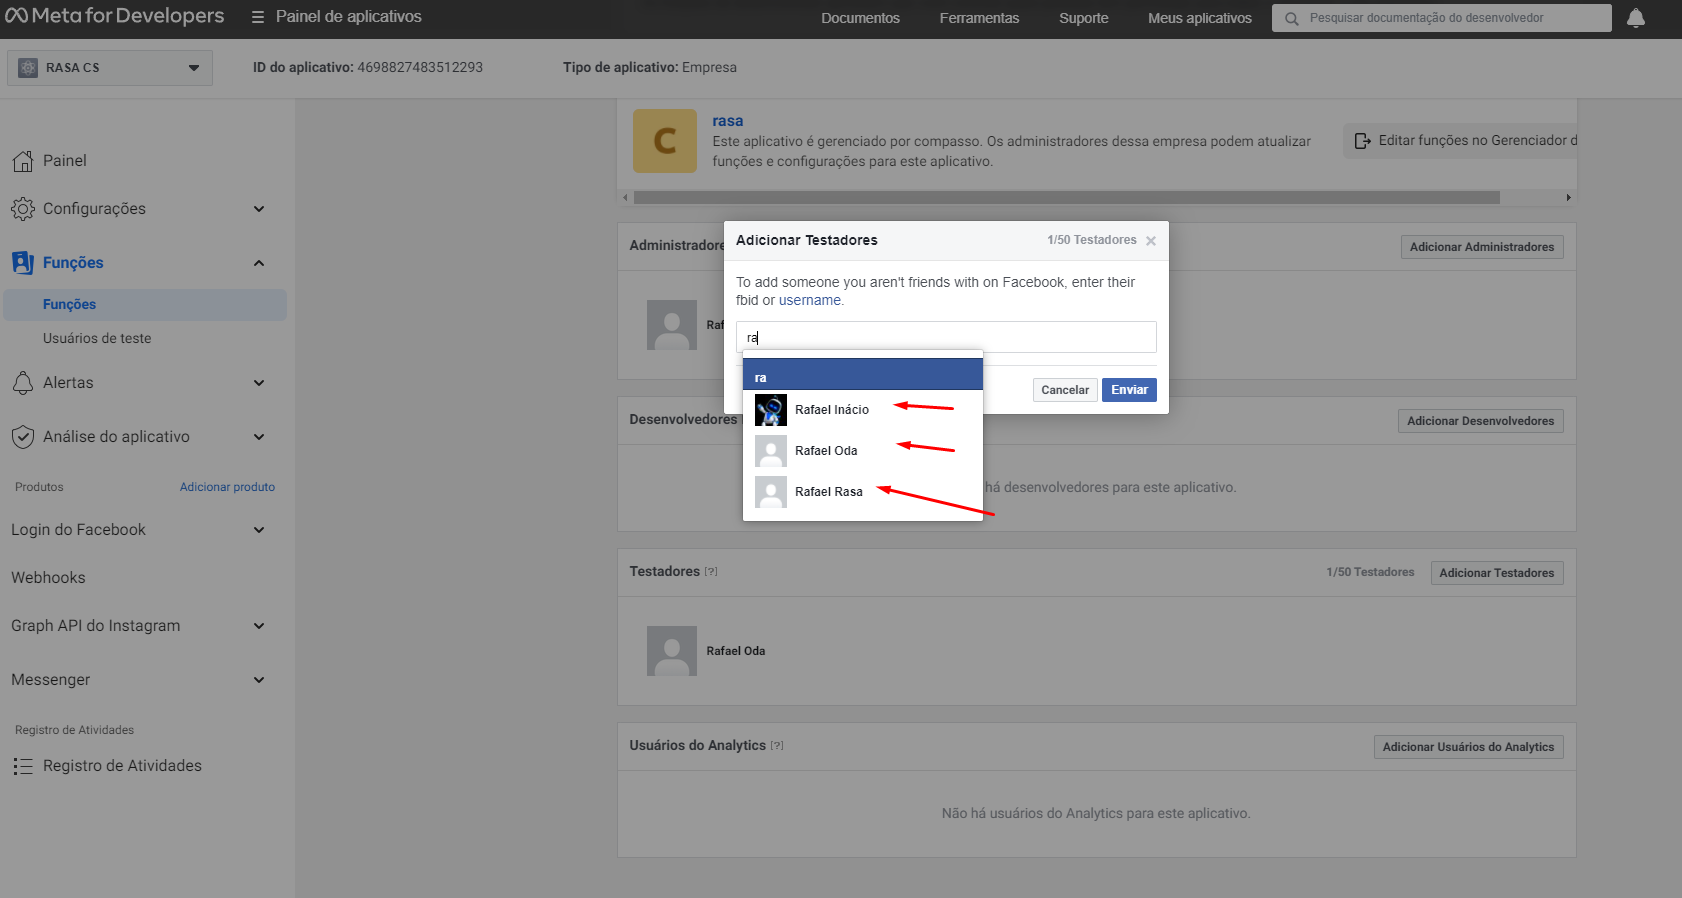 Meta for Developers
Painel de aplicativos
Documentos
Ferramentas
Suporte
Meus aplicativos
Pesquisar documentação do desenvolvedor
RASA CS
ID do aplicativo: 4698827483512293
Tipo de aplicativo: Empresa
Painel
Configurações
Funções
Funções
Usuários de teste
Alertas
Análise do aplicativo
Produtos
Adicionar produto
Login do Facebook
Webhooks
Graph API do Instagram
Messenger
Registro de Atividades
Registro de Atividades
C
rasa
Este aplicativo é gerenciado por compasso. Os administradores dessa empresa podem atualizar
funções e configurações para este aplicativo.
Editar funções no Gerenciador d
Administradore
Adicionar Administradores
Raf
Adicionar Testadores
1/50 Testadores
To add someone you aren't friends with on Facebook, enter their
fbid or username.
ra
ra
Rafael Inácio
Rafael Oda
Rafael Rasa
Cancelar
Enviar
Desenvolvedores
Adicionar Desenvolvedores
há desenvolvedores para este aplicativo.
Testadores [?]
1/50 Testadores
Adicionar Testadores
Rafael Oda
Usuários do Analytics [?]
Adicionar Usuários do Analytics
Não há usuários do Analytics para este aplicativo.